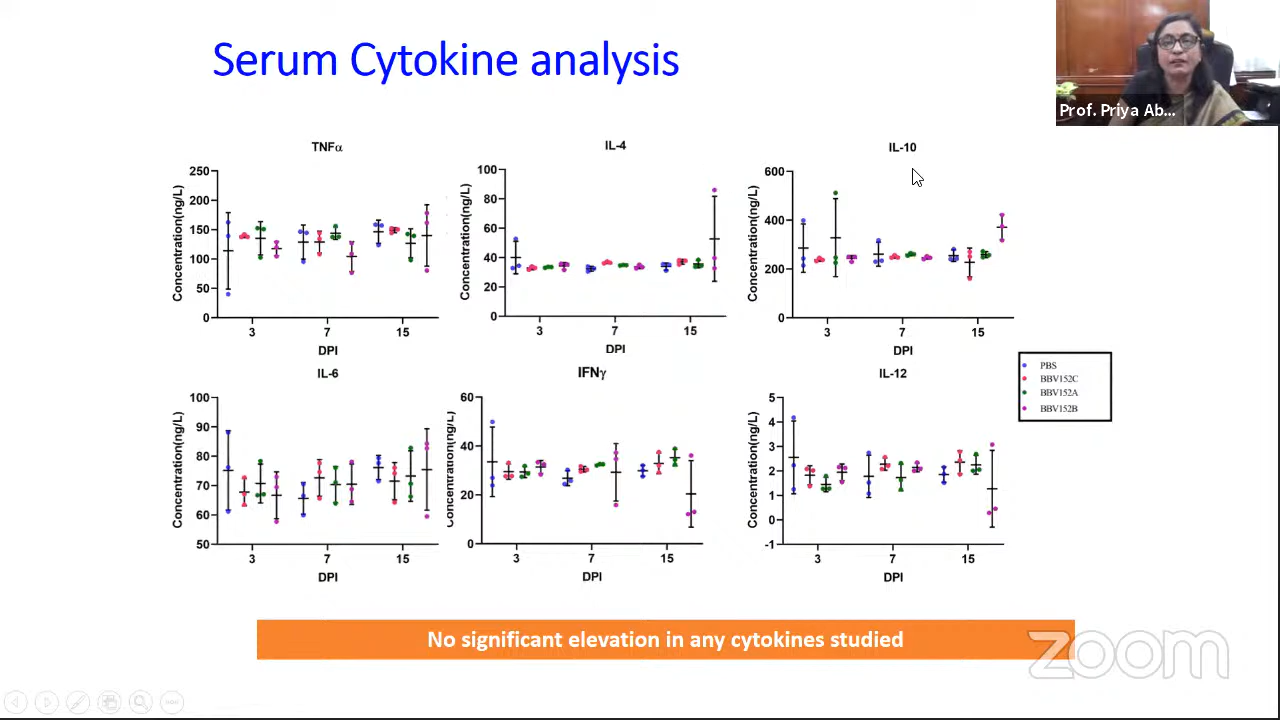 Serum Cytokine analysis
Prof. Priya Ab...
TNFα
Concentration(ng/L)
250
200
150
100
50
0
3
7
15
DPI
IL-4
Concentration(ng/L)
100
80
60
40
20
0
3
7
15
DPI
IL-10
Concentration(ng/L)
600
400
200
0
3
7
15
DPI
PBS
BBV152C
BBV152A
BBV152B
IL-6
Concentration(ng/L)
100
90
80
70
60
50
3
7
15
DPI
IFNγ
Concentration(ng/L)
60
40
20
0
3
7
15
DPI
IL-12
Concentration(ng/L)
5
4
3
2
1
0
-1
3
7
15
DPI
No significant elevation in any cytokines studied
zoom